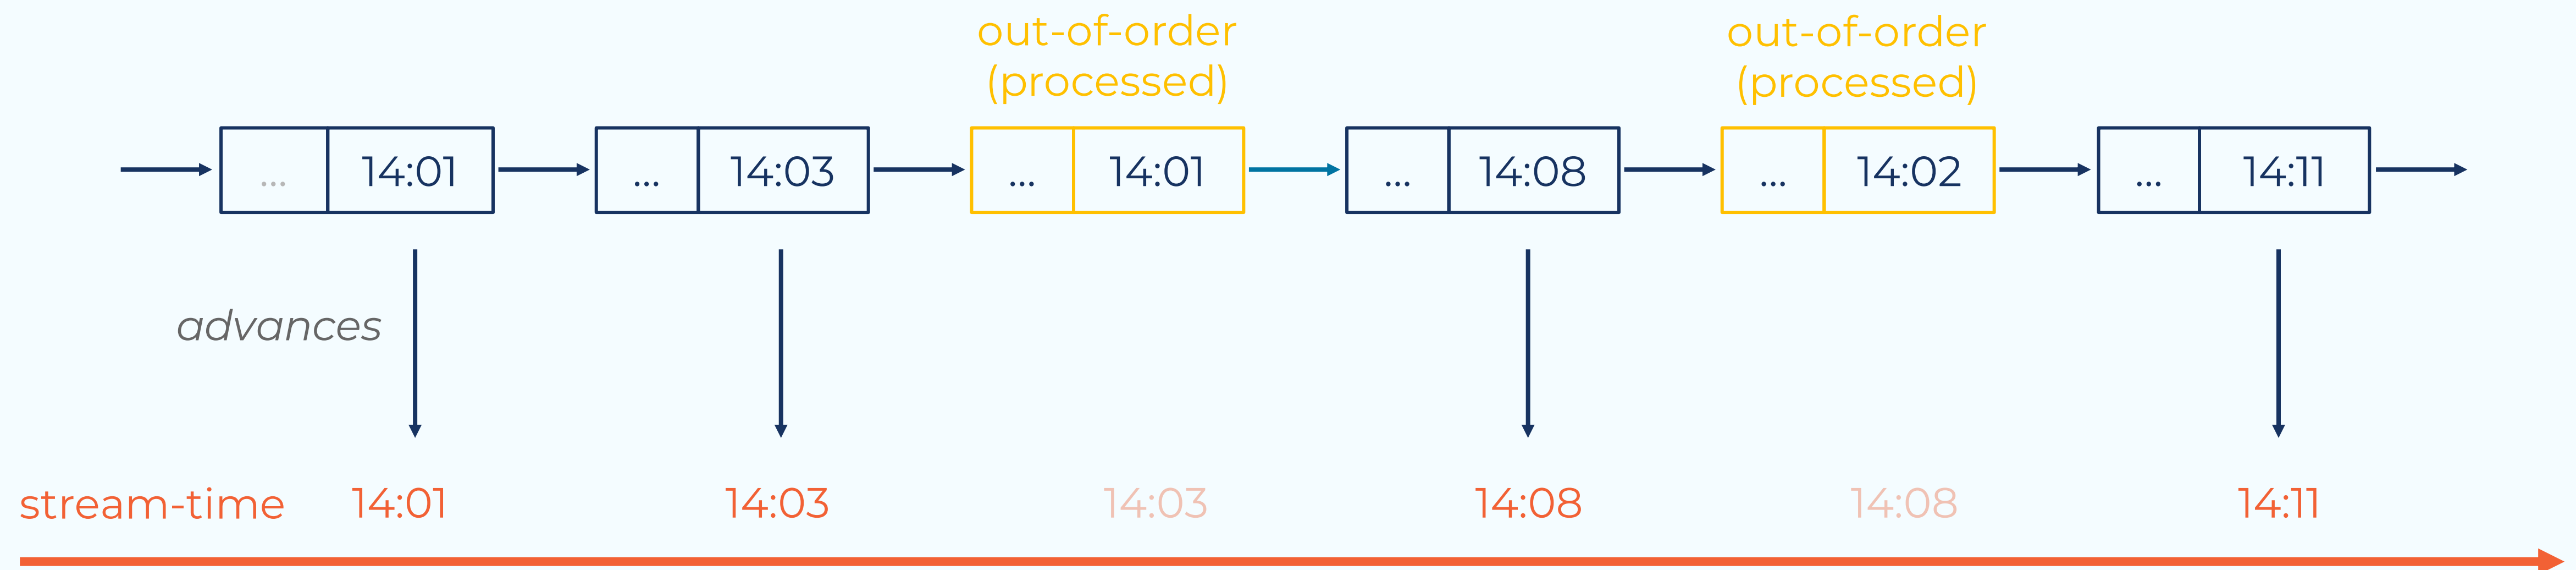 out-of-order
(processed)
out-of-order
(processed)
... 14:01
... 14:03
... 14:01
... 14:08
... 14:02
... 14:11
advances
stream-time 14:01 14:03 14:03 14:08 14:08 14:11